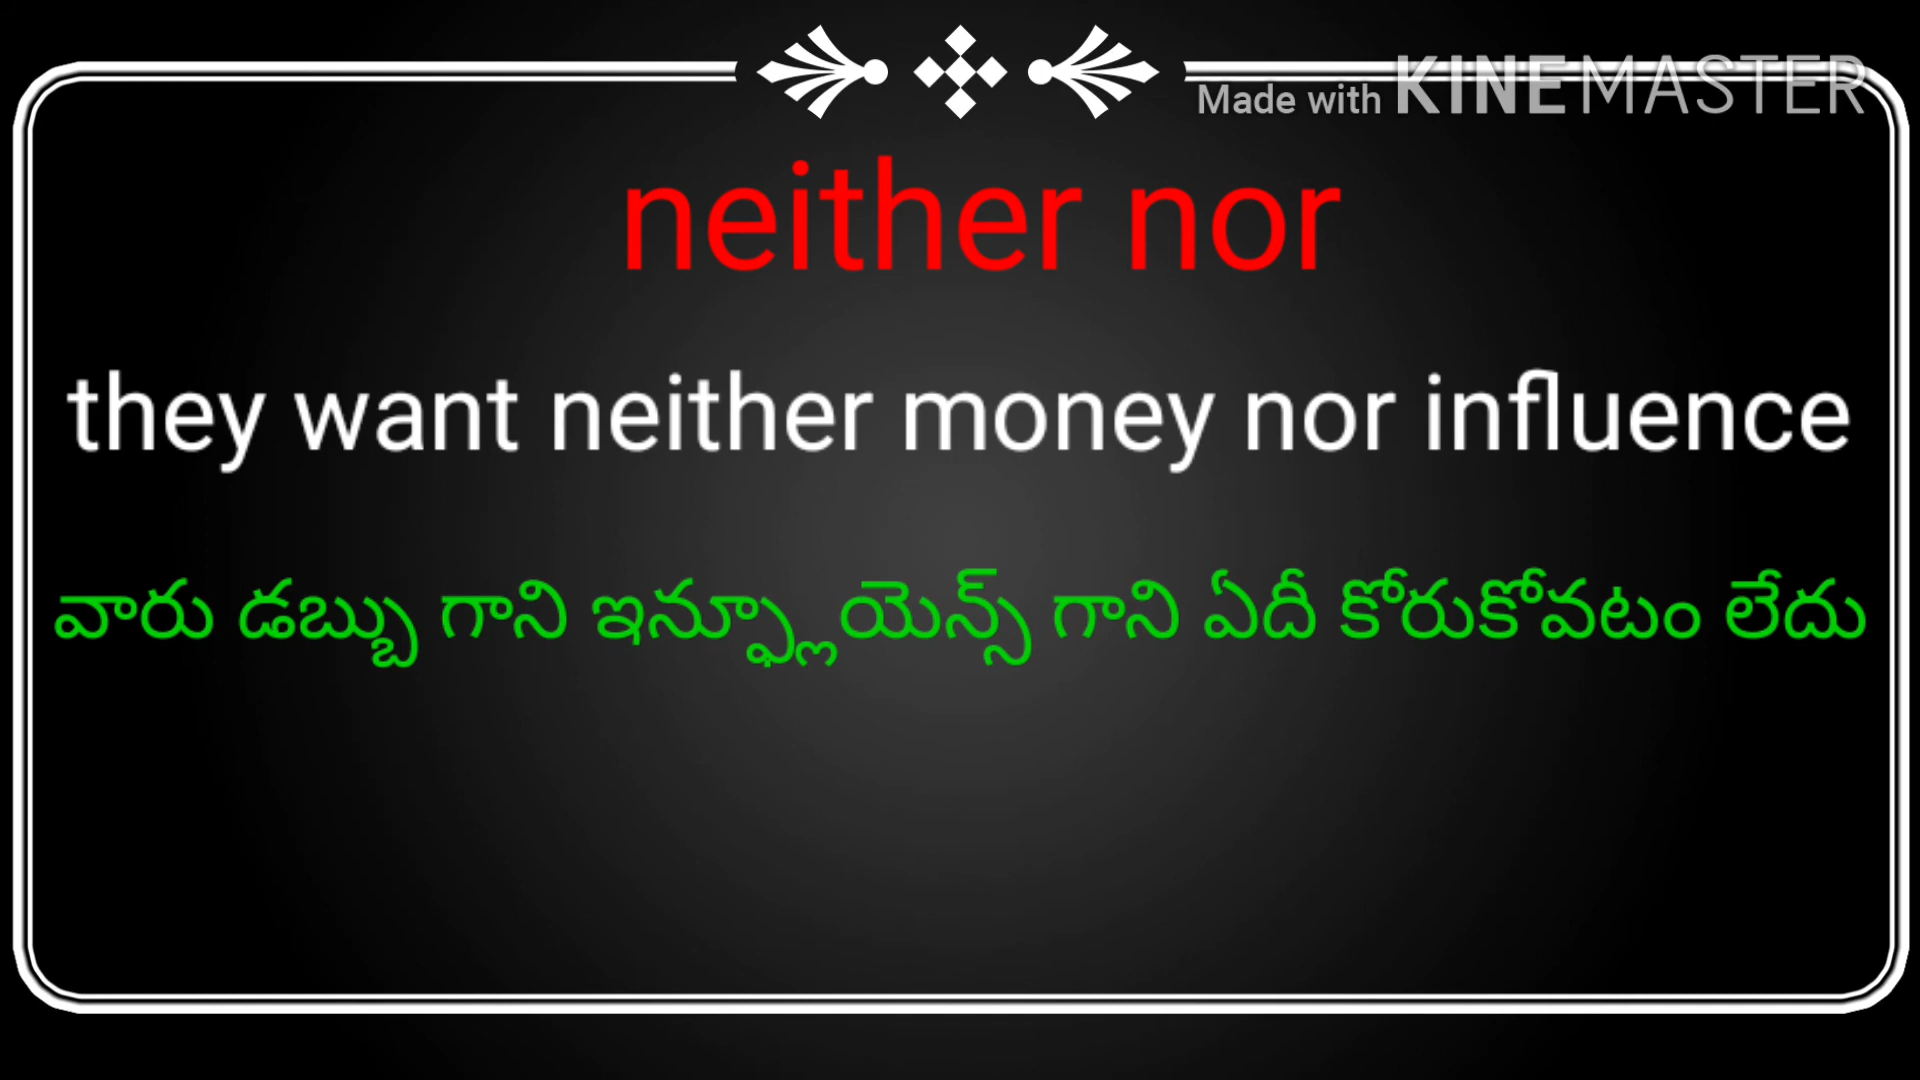 Made with KINEMASTER
neither nor
they want neither money nor influence
వారు డబ్బు గాని ఇన్ఫ్లూయెన్స్ గాని ఏదీ కోరుకోవటం లేదు